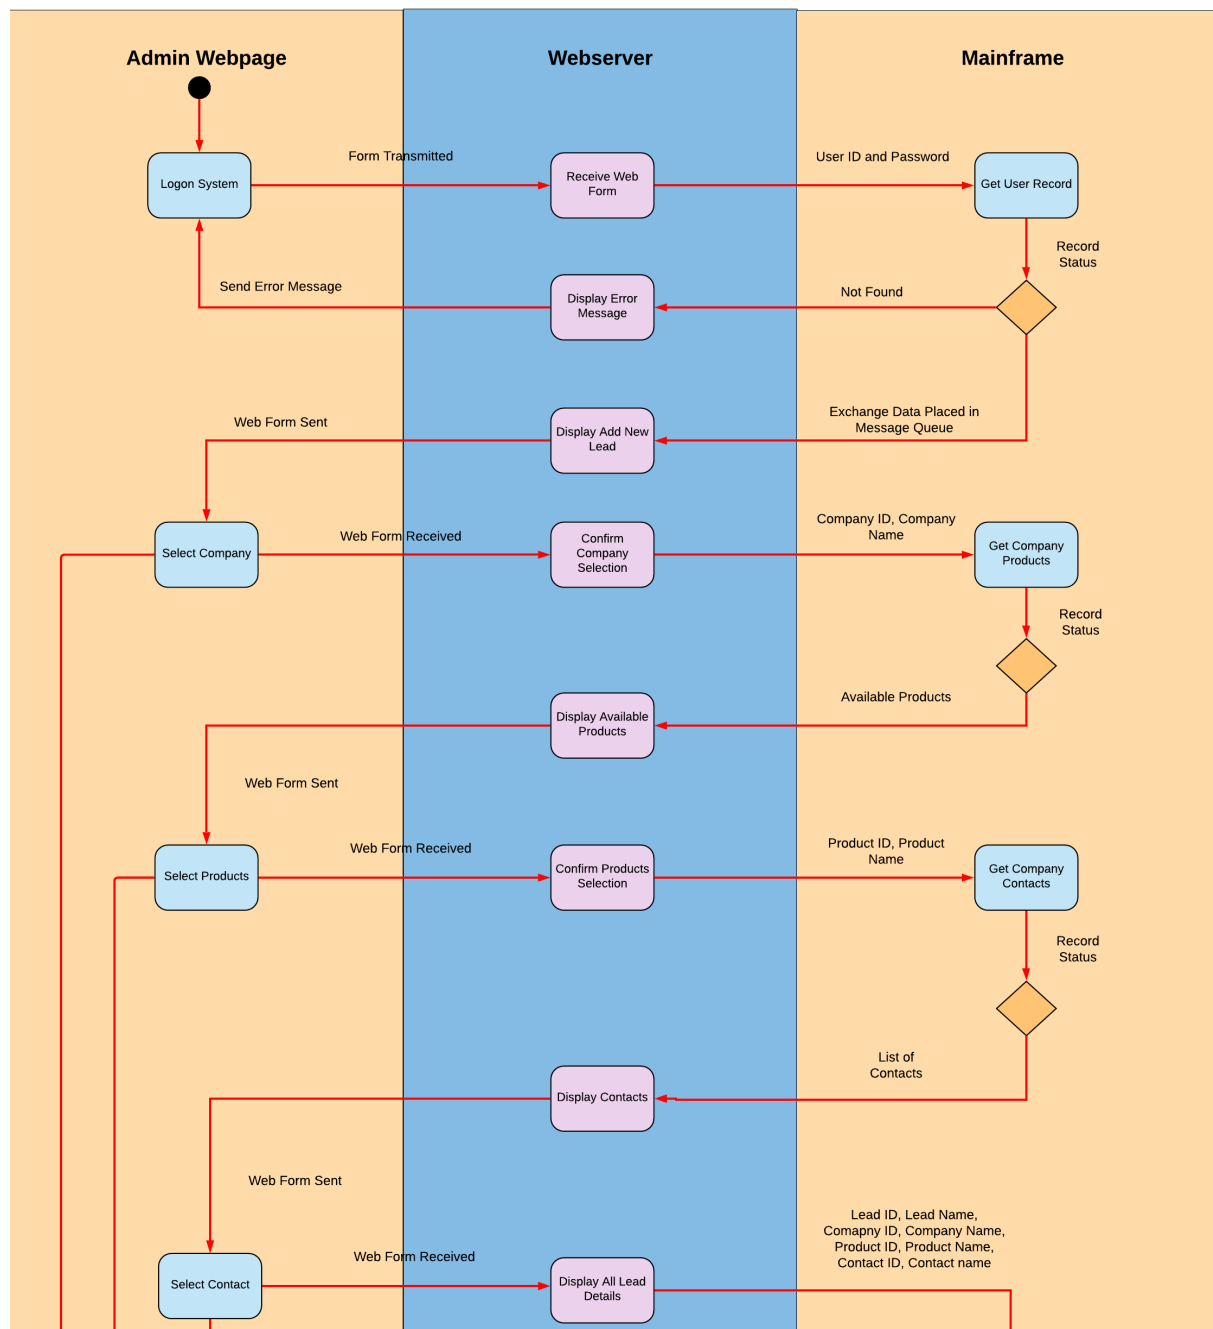 Admin Webpage
Webserver
Mainframe
Form Transmitted
User ID and Password
Logon System
Receive Web
Form
Get User Record
Record
Status
Send Error Message
Display Error
Message
Not Found
Web Form Sent
Display Add New
Lead
Exchange Data Placed in
Message Queue
Select Company
Web Form Received
Confirm
Company
Selection
Company ID, Company
Name
Get Company
Products
Record
Status
Available Products
Display Available
Products
Web Form Sent
Select Products
Web Form Received
Confirm Products
Selection
Product ID, Product
Name
Get Company
Contacts
Record
Status
List of
Contacts
Display Contacts
Web Form Sent
Lead ID, Lead Name,
Comapny ID, Company Name,
Product ID, Product Name,
Contact ID, Contact name
Select Contact
Web Form Received
Display All Lead
Details